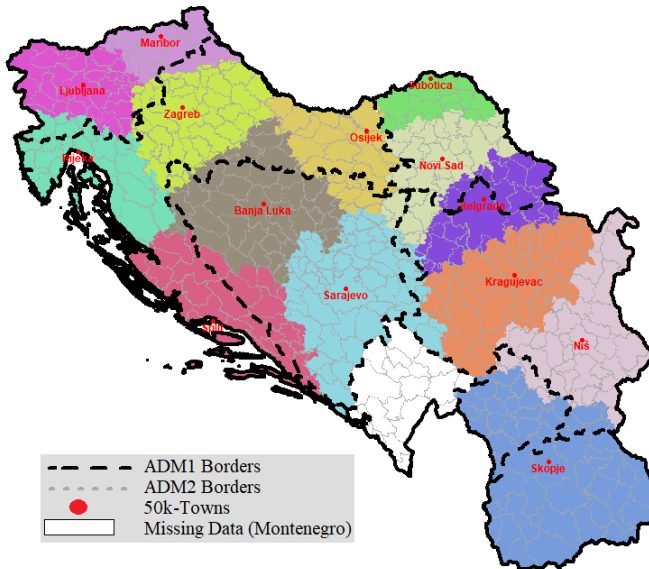 Maribor
Ljubljana
Zagreb
Subotica
Osijek
Rijeka
Novi Sad
Banja Luka
Belgrade
Kragujevac
Sarajevo
Split
Niš
Skopje
ADM1 Borders
ADM2 Borders
50k-Towns
Missing Data (Montenegro)